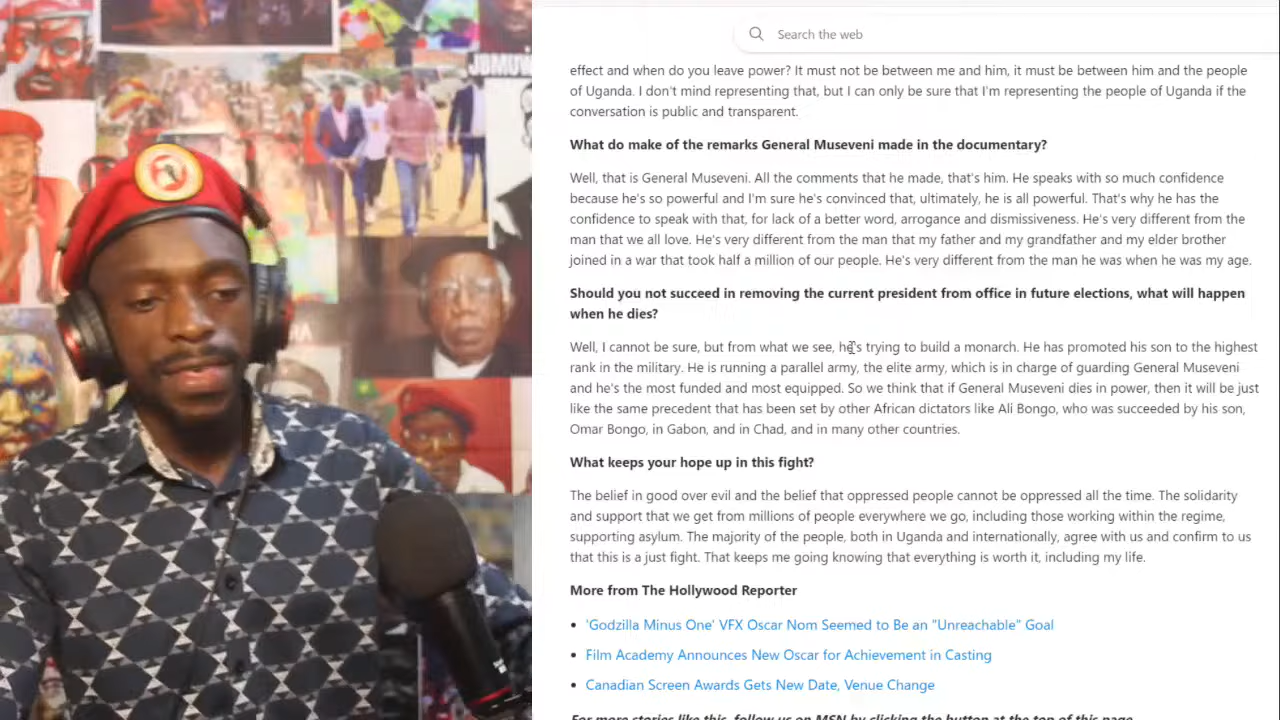 JBMUW
Search the web
effect and when do you leave power? It must not be between me and him, it must be between him and the people
of Uganda. I don't mind representing that, but I can only be sure that I'm representing the people of Uganda if the
conversation is public and transparent.
What do make of the remarks General Museveni made in the documentary?
Well, that is General Museveni. All the comments that he made, that's him. He speaks with so much confidence
because he's so powerful and I'm sure he's convinced that, ultimately, he is all powerful. That's why he has the
confidence to speak with that, for lack of a better word, arrogance and dismissiveness. He's very different from the
man that we all love. He's very different from the man that my father and my grandfather and my elder brother
joined in a war that took half a million of our people. He's very different from the man he was when he was my age.
Should you not succeed in removing the current president from office in future elections, what will happen
when he dies?
Well, I cannot be sure, but from what we see, he's trying to build a monarch. He has promoted his son to the highest
rank in the military. He is running a parallel army, the elite army, which is in charge of guarding General Museveni
and he's the most funded and most equipped. So we think that if General Museveni dies in power, then it will be just
like the same precedent that has been set by other African dictators like Ali Bongo, who was succeeded by his son,
Omar Bongo, in Gabon, and in Chad, and in many other countries.
What keeps your hope up in this fight?
The belief in good over evil and the belief that oppressed people cannot be oppressed all the time. The solidarity
and support that we get from millions of people everywhere we go, including those working within the regime,
supporting asylum. The majority of the people, both in Uganda and internationally, agree with us and confirm to us
that this is a just fight. That keeps me going knowing that everything is worth it, including my life.
More from The Hollywood Reporter
'Godzilla Minus One' VFX Oscar Nom Seemed to Be an "Unreachable" Goal
Film Academy Announces New Oscar for Achievement in Casting
Canadian Screen Awards Gets New Date, Venue Change
For more stories like this, follow us on MSN by clicking the button at the top of this page.